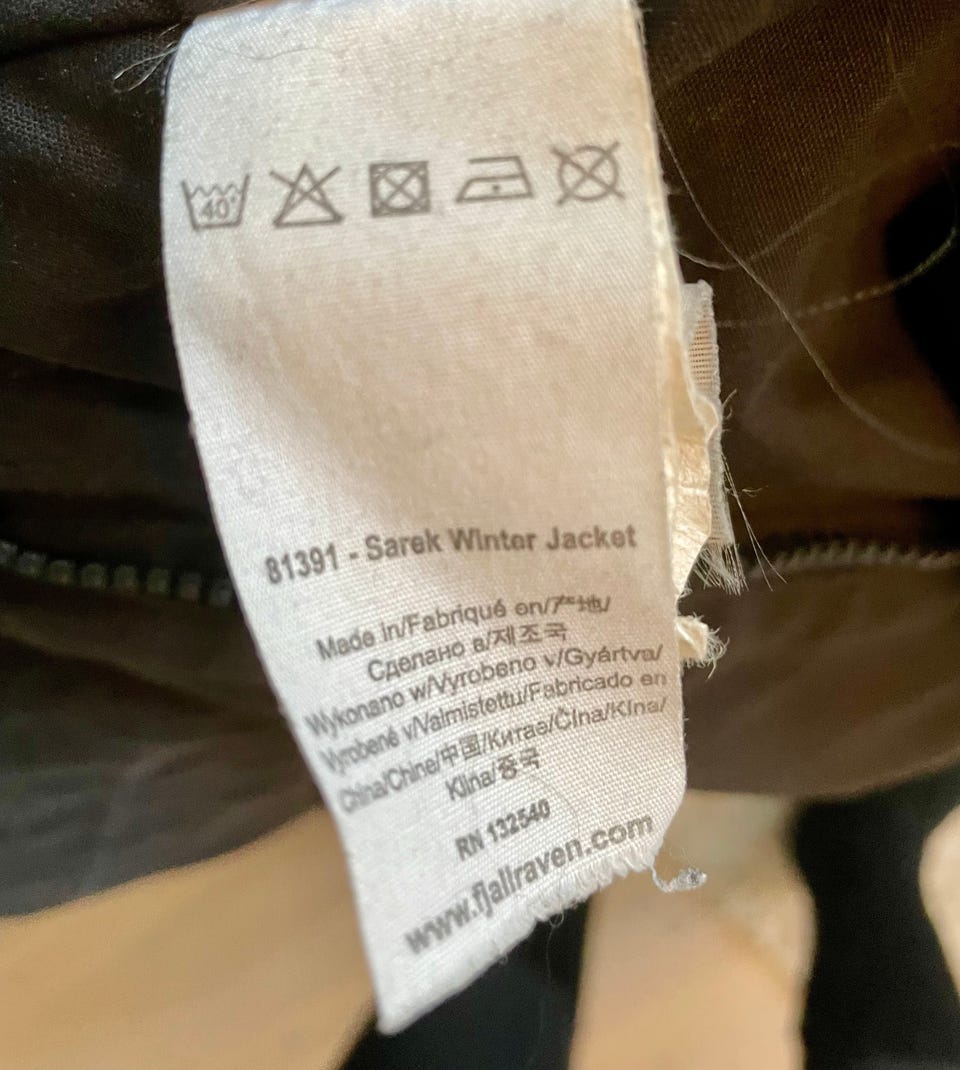 40°
81391 - Sarek Winter Jacket
Made in/Fabriqué en/产地/
Сделано в/제조국
Wykonano w/Vyrobeno v/Gyártva/
Vyrobené v/Valmistettu/Fabricado en
China/Chine/中国/Китае/Čína/Kína/
Kiina/중국
RN 132540
www.fjallraven.com